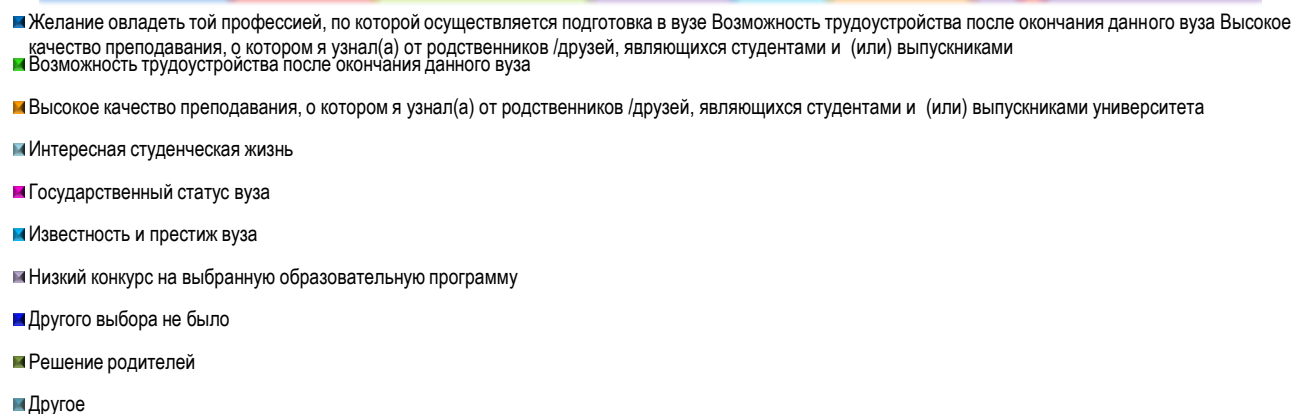 Желание овладеть той профессией, по которой осуществляется подготовка в вузе Возможность трудоустройства после окончания данного вуза Высокое
качество преподавания, о котором я узнал(а) от родственников /друзей, являющихся студентами и (или) выпускниками
Возможность трудоустройства после окончания данного вуза
Высокое качество преподавания, о котором я узнал(а) от родственников /друзей, являющихся студентами и (или) выпускниками университета
Интересная студенческая жизнь
Государственный статус вуза
Известность и престиж вуза
Низкий конкурс на выбранную образовательную программу
Другого выбора не было
Решение родителей
Другое